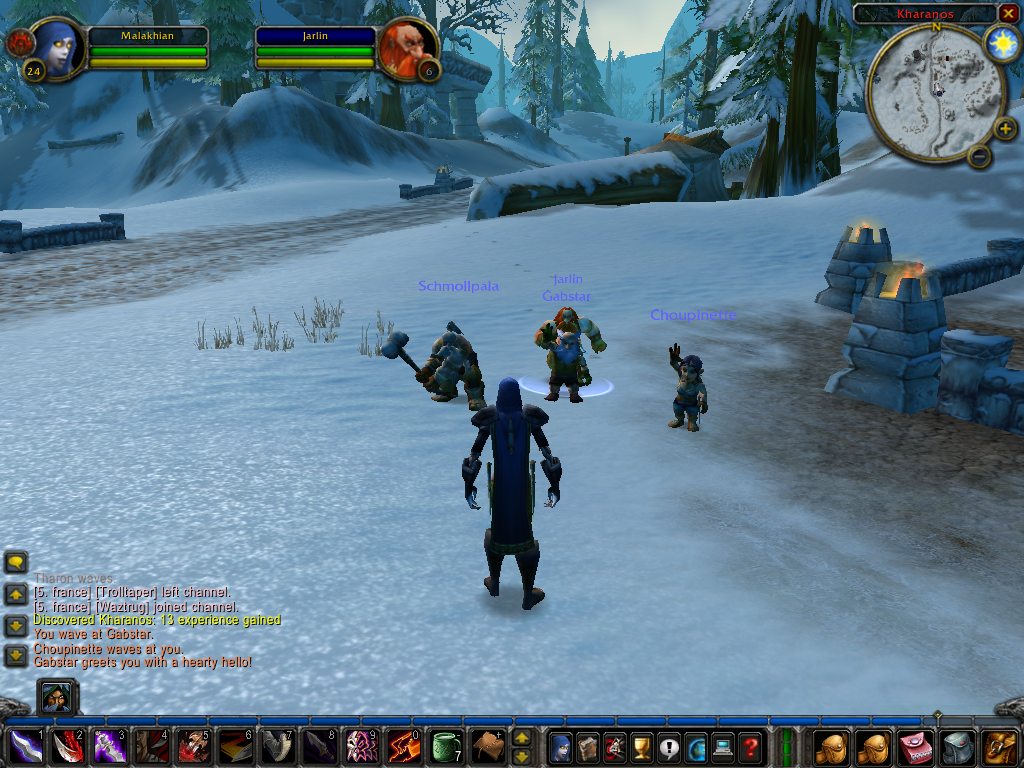 Malakhian
24
Jarlin
6
Kharanos
N
Schmollpala
Jarlin
Gabstar
Choupinette
Tharon waves.
[5. france] [Trolltaper] left channel.
[5. france] [Waztrug] joined channel.
Discovered Kharanos: 13 experience gained
You wave at Gabstar.
Choupinette waves at you.
Gabstar greets you with a hearty hello!
1 2 3 4 5 6 7 8 9 0 7